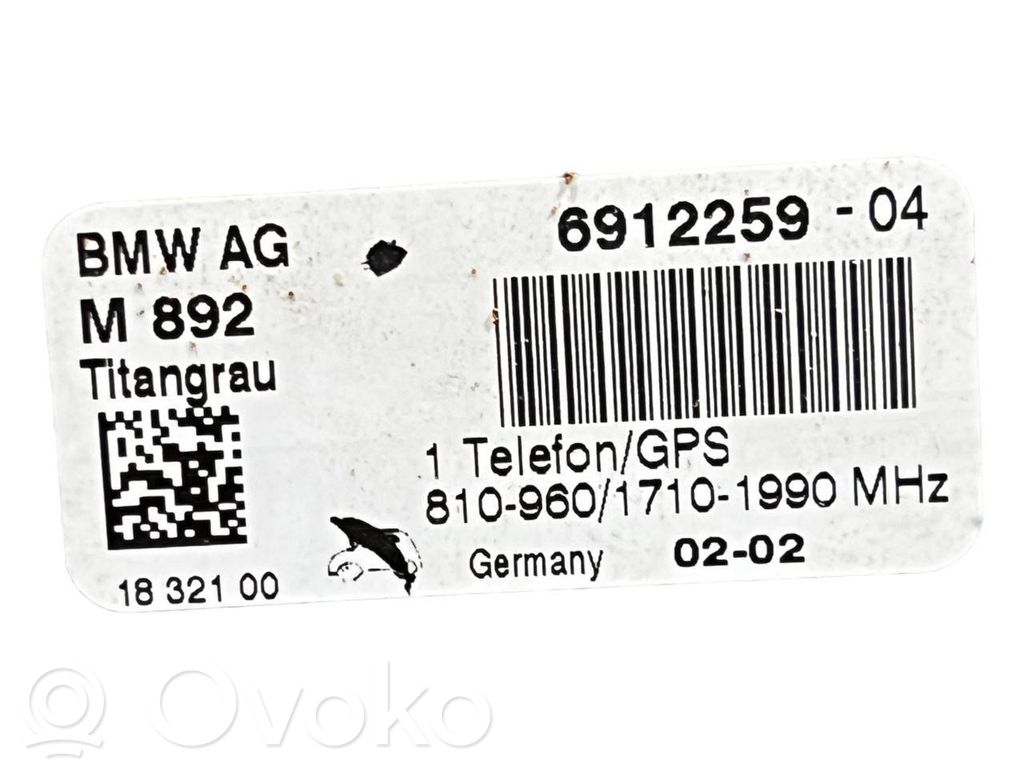 BMW AG
6912259 - 04
M 892
Titangrau
1 Telefon/GPS
810-960/1710-1990 MHz
Germany 02-02
18 321 00
Ovoko